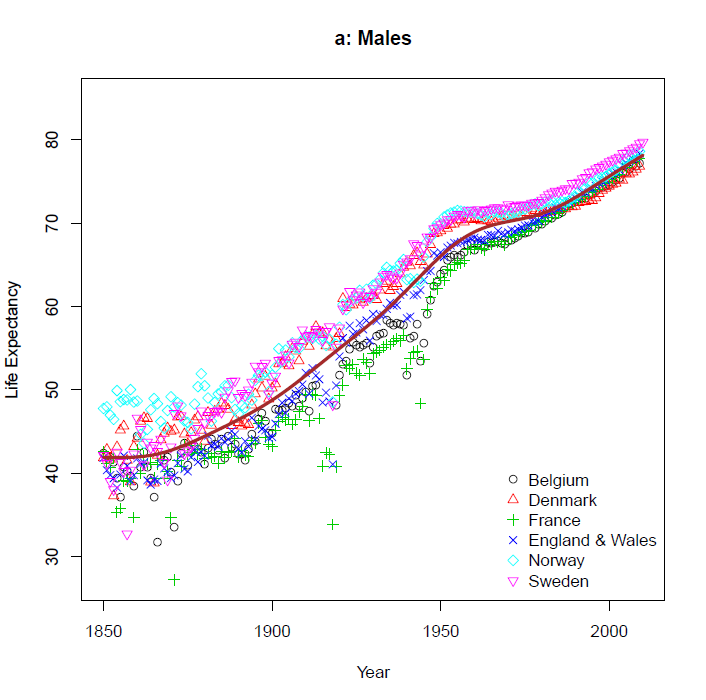 a: Males
Life Expectancy
80
70
60
50
40
30
Belgium
Denmark
France
England & Wales
Norway
Sweden
1850
1900
1950
2000
Year